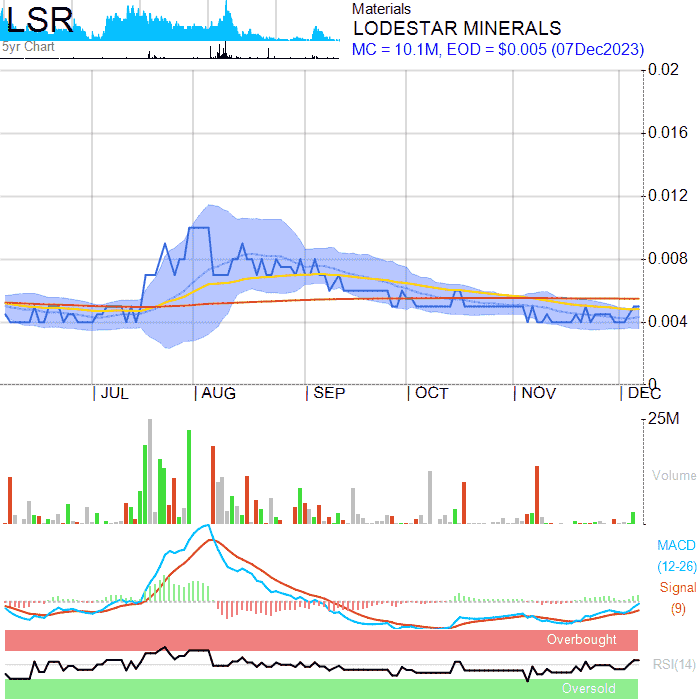 LSR
5yr Chart
Materials
LODESTAR MINERALS
MC = 10.1M, EOD = $0.005 (07Dec2023)
0.02
0.016
0.012
0.008
0.004
0
JUL AUG SEP OCT NOV DEC
25M
Volume
MACD
(12-26)
Signal
(9)
Overbought
RSI(14)
Oversold